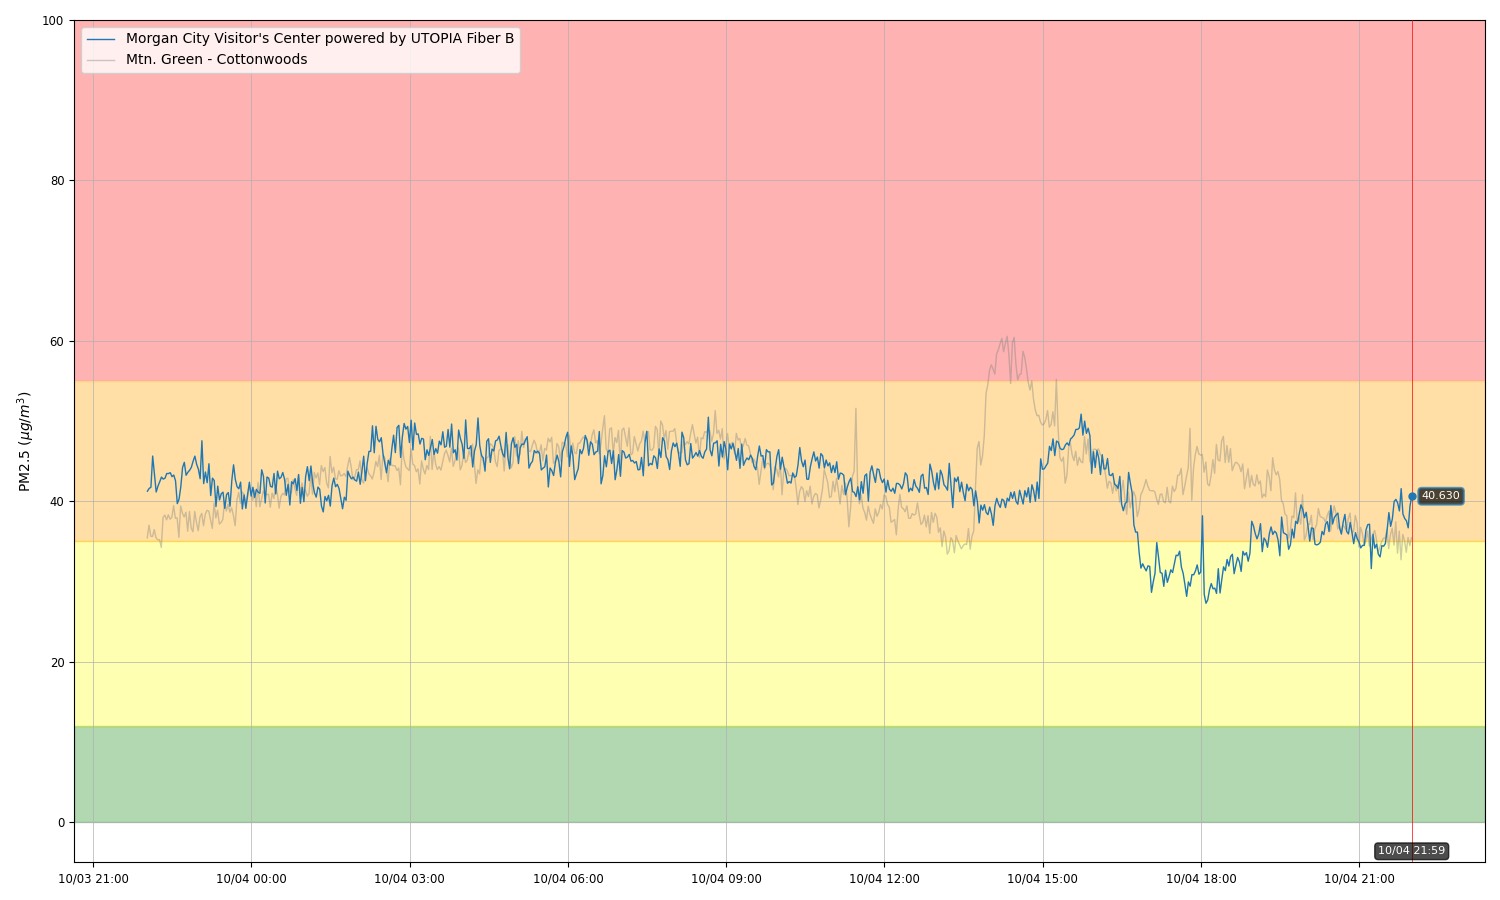 100
Morgan City Visitor's Center powered by UTOPIA Fiber B
Mtn. Green - Cottonwoods
80
60
PM2.5 (μg/m³)
40
40.630
20
0
10/04 21:59
10/03 21:00 10/04 00:00 10/04 03:00 10/04 06:00 10/04 09:00 10/04 12:00 10/04 15:00 10/04 18:00 10/04 21:00